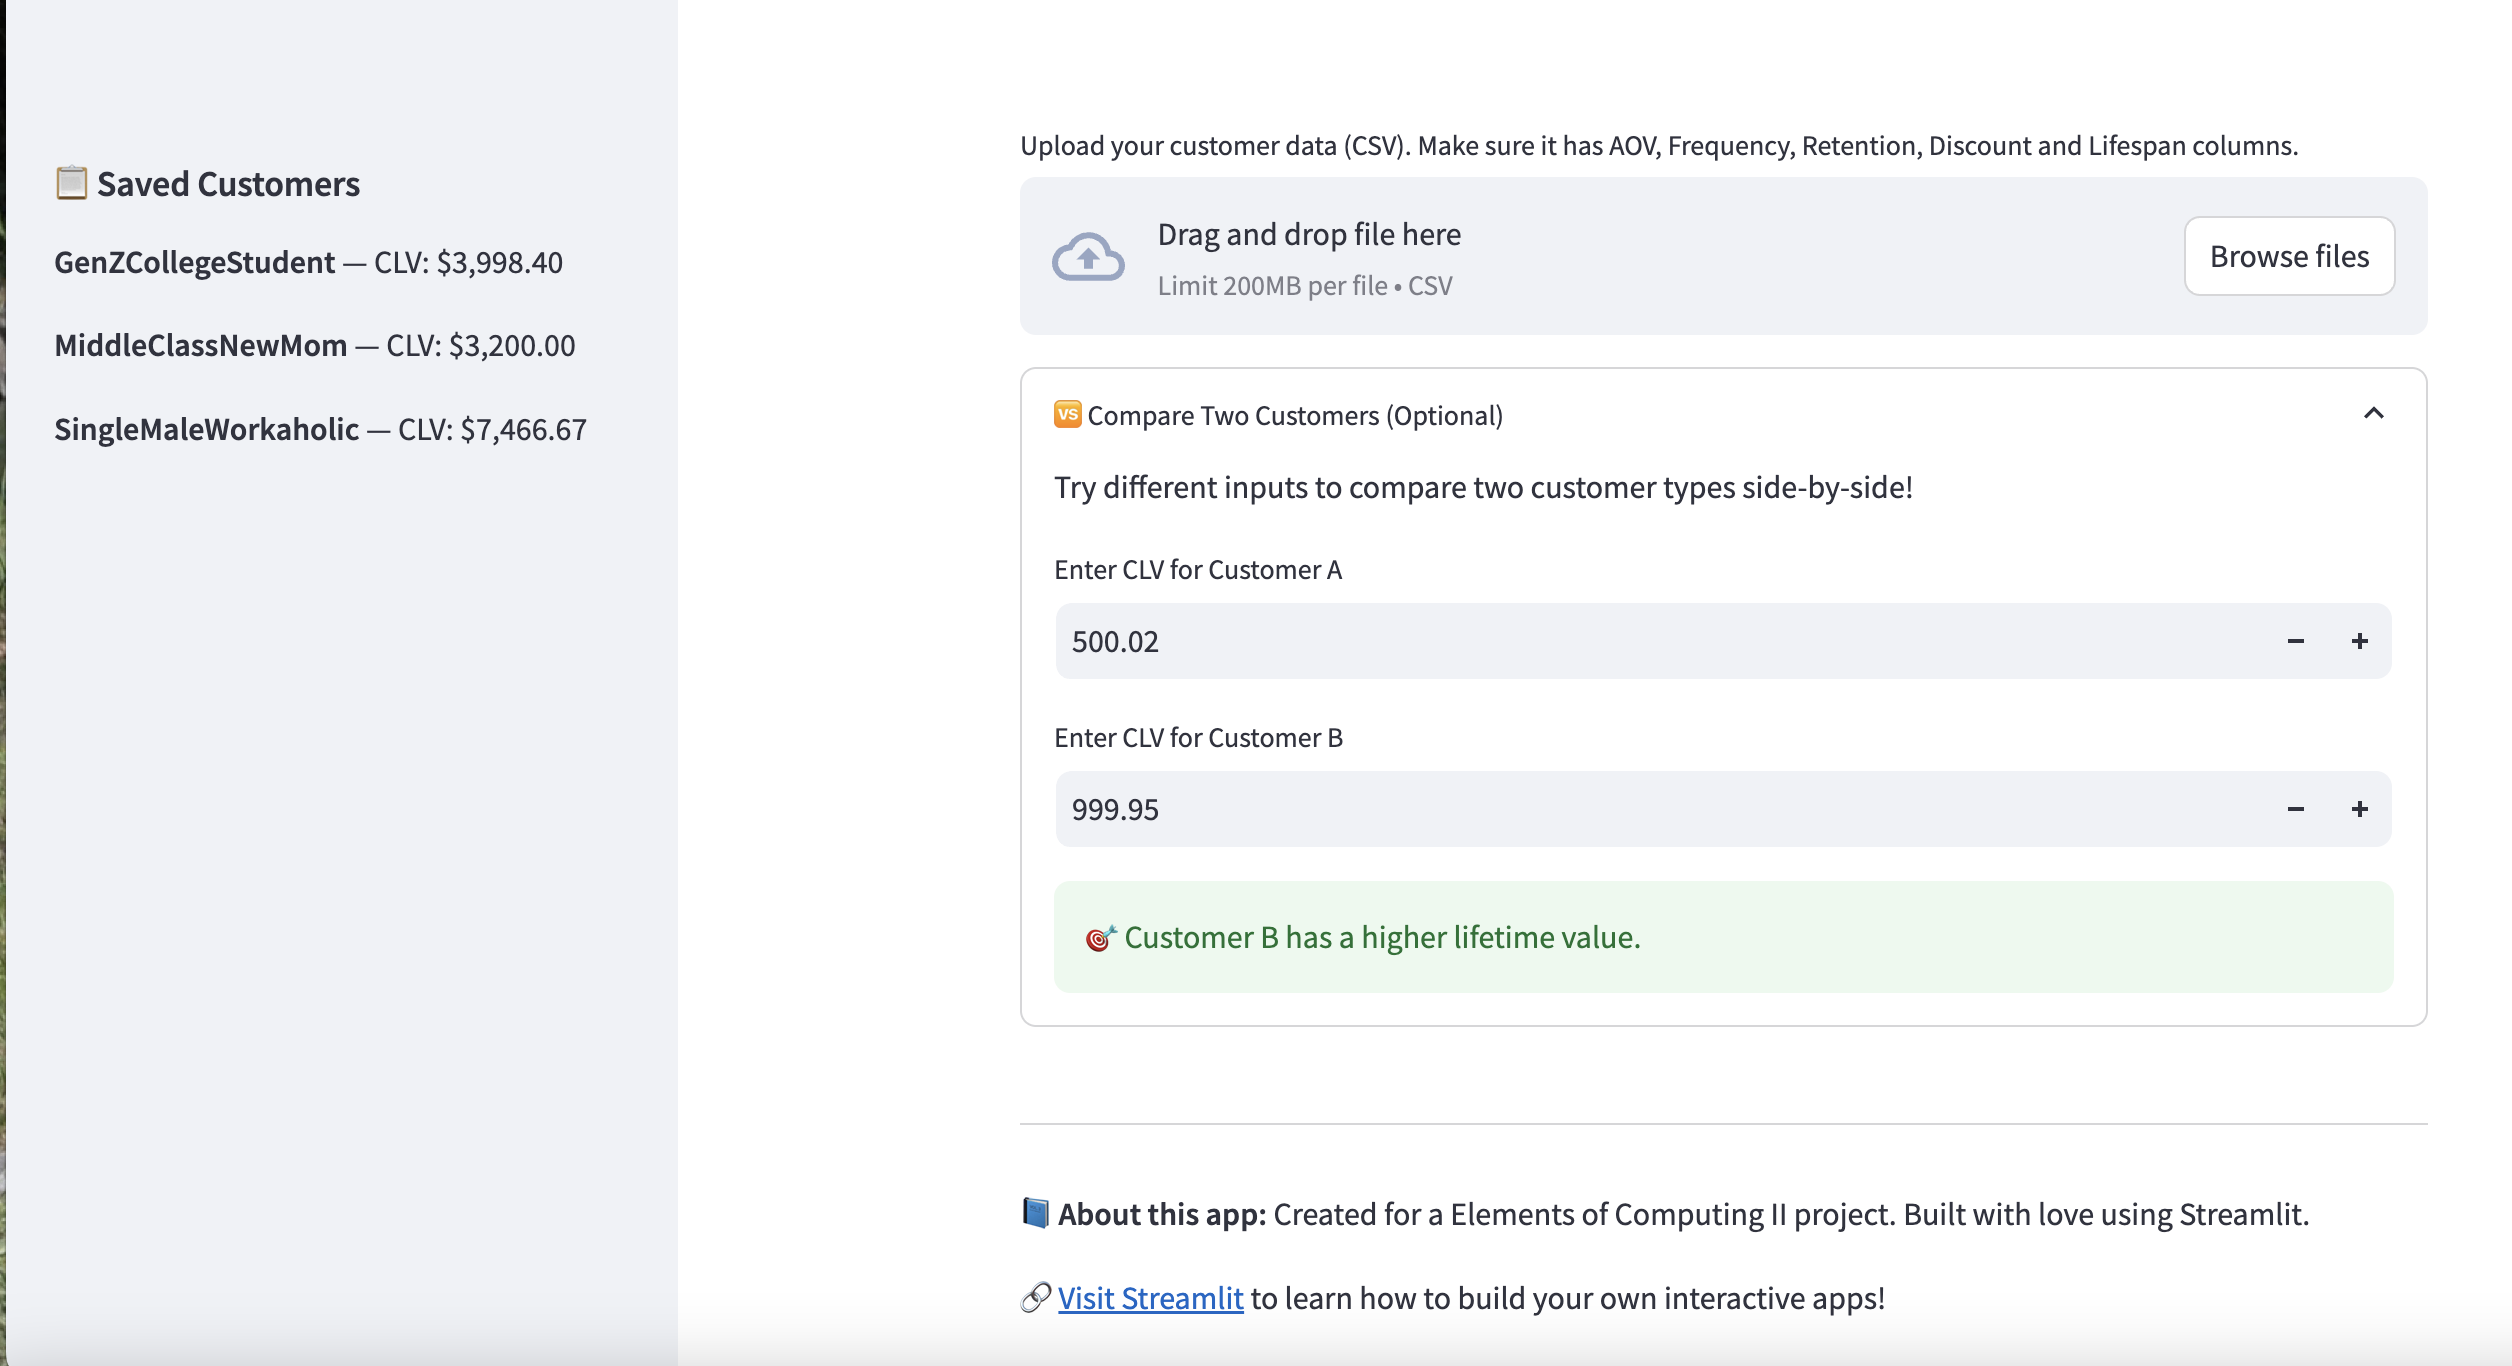 📋 Saved Customers
GenZCollegeStudent — CLV: $3,998.40
MiddleClassNewMom — CLV: $3,200.00
SingleMaleWorkaholic — CLV: $7,466.67
Upload your customer data (CSV). Make sure it has AOV, Frequency, Retention, Discount and Lifespan columns.
Drag and drop file here
Limit 200MB per file • CSV
Browse files
🆚 Compare Two Customers (Optional)
Try different inputs to compare two customer types side-by-side!
Enter CLV for Customer A
500.02
Enter CLV for Customer B
999.95
🎯 Customer B has a higher lifetime value.
📘 About this app: Created for a Elements of Computing II project. Built with love using Streamlit.
🔗 Visit Streamlit to learn how to build your own interactive apps!